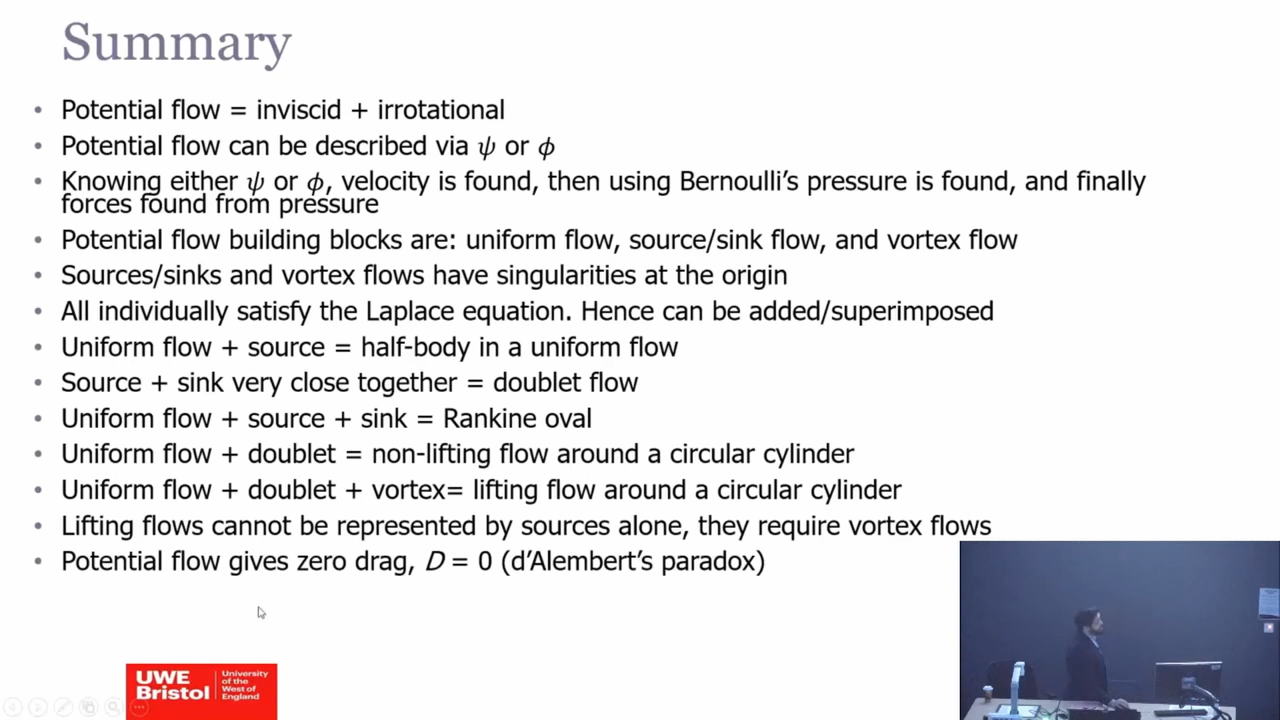 Summary
• Potential flow = inviscid + irrotational
• Potential flow can be described via ψ or ϕ
• Knowing either ψ or ϕ, velocity is found, then using Bernoulli’s pressure is found, and finally
forces found from pressure
• Potential flow building blocks are: uniform flow, source/sink flow, and vortex flow
• Sources/sinks and vortex flows have singularities at the origin
• All individually satisfy the Laplace equation. Hence can be added/superimposed
• Uniform flow + source = half-body in a uniform flow
• Source + sink very close together = doublet flow
• Uniform flow + source + sink = Rankine oval
• Uniform flow + doublet = non-lifting flow around a circular cylinder
• Uniform flow + doublet + vortex= lifting flow around a circular cylinder
• Lifting flows cannot be represented by sources alone, they require vortex flows
• Potential flow gives zero drag, D = 0 (d’Alembert’s paradox)
UWE
Bristol
University
of the
West of
England